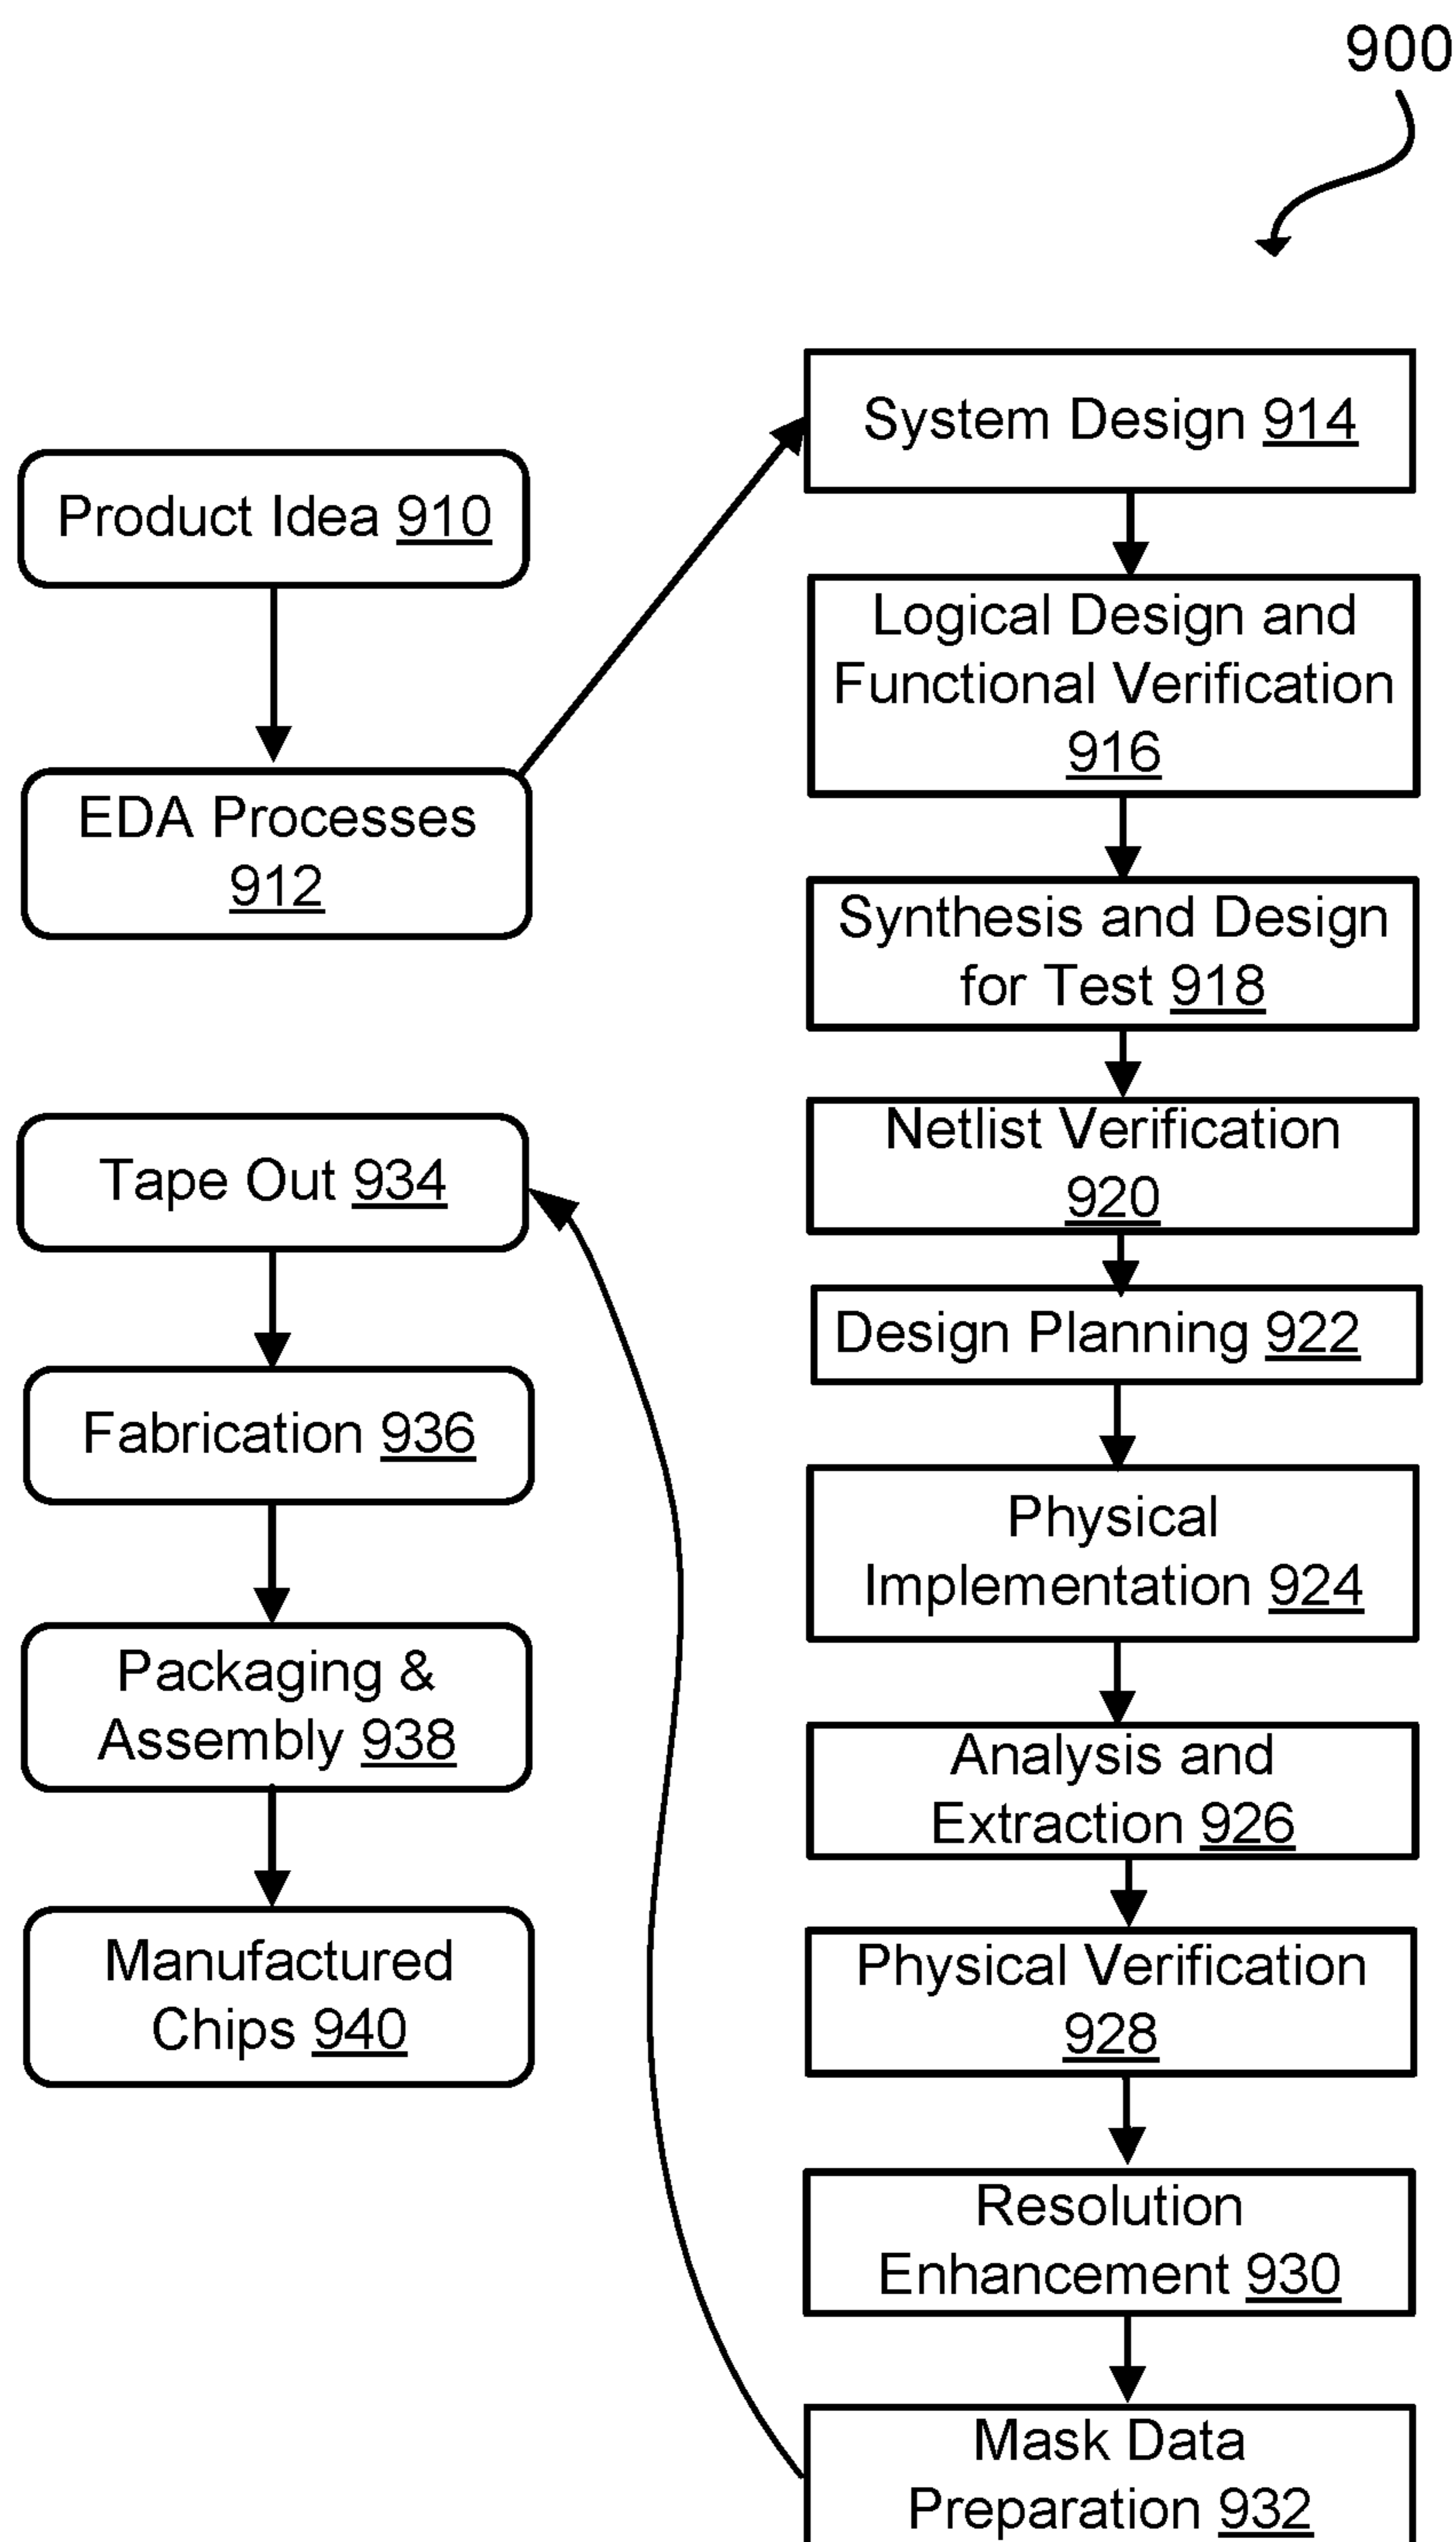 900
Product Idea 910
EDA Processes
912
System Design 914
Logical Design and
Functional Verification
916
Synthesis and Design
for Test 918
Netlist Verification
920
Design Planning 922
Physical
Implementation 924
Analysis and
Extraction 926
Physical Verification
928
Resolution
Enhancement 930
Mask Data
Preparation 932
Tape Out 934
Fabrication 936
Packaging &
Assembly 938
Manufactured
Chips 940